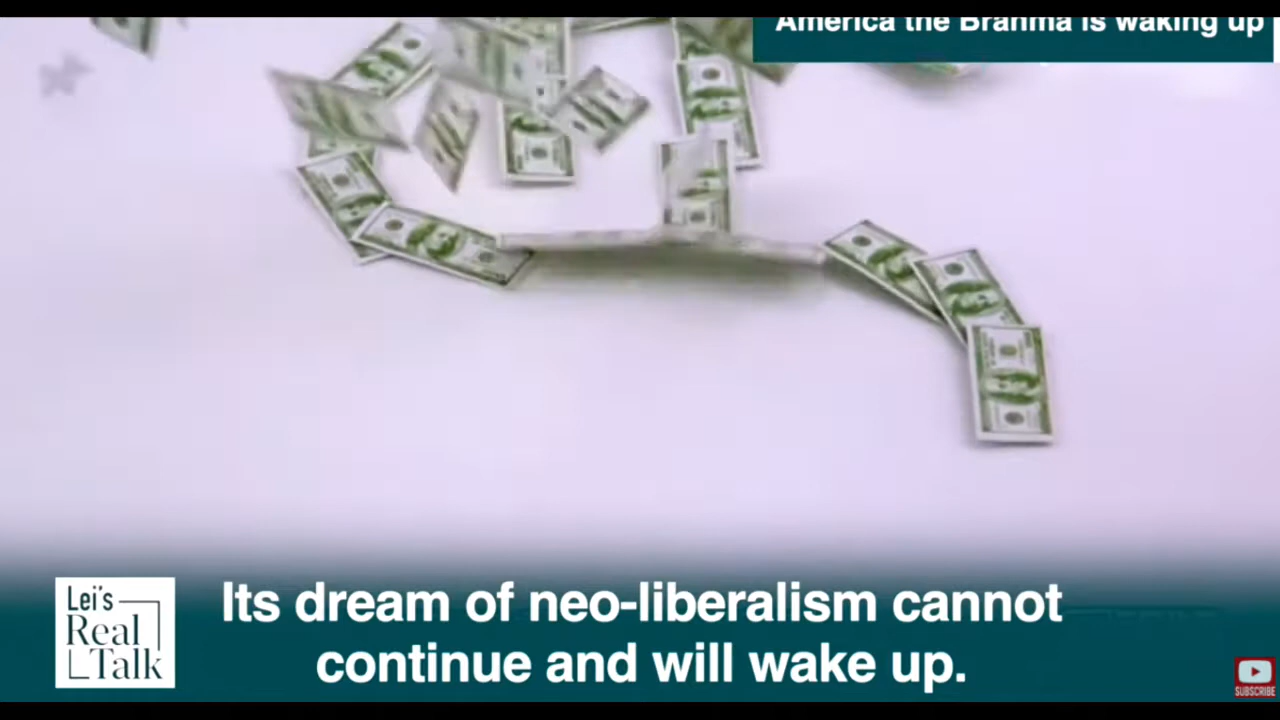 America the Brahma is waking up
Its dream of neo-liberalism cannot
continue and will wake up.
Lei's
Real
Talk
SUBSCRIBE